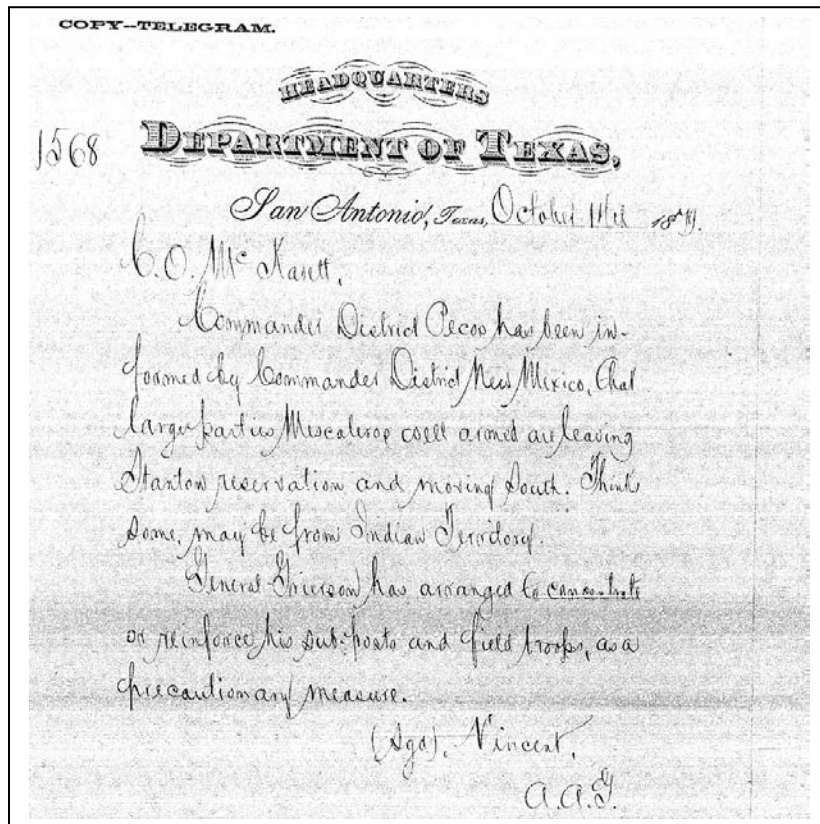 COPY--TELEGRAM.
HEADQUARTERS
1568 DEPARTMENT OF TEXAS,
San Antonio, Texas, October 11th 1879.
C.O. Mc Kavett,
Commander District Pecos has been in-
formed by Commander District New Mexico, that
large parties Mescaleros well armed are leaving
Stanton reservation and moving South. Think
some, may be from Indian Territory.
General Grierson has arranged to concentrate
or reinforce his sub-posts and field troops, as a
precautionary measure.
(Sgd), Vincent,
A.A.G.